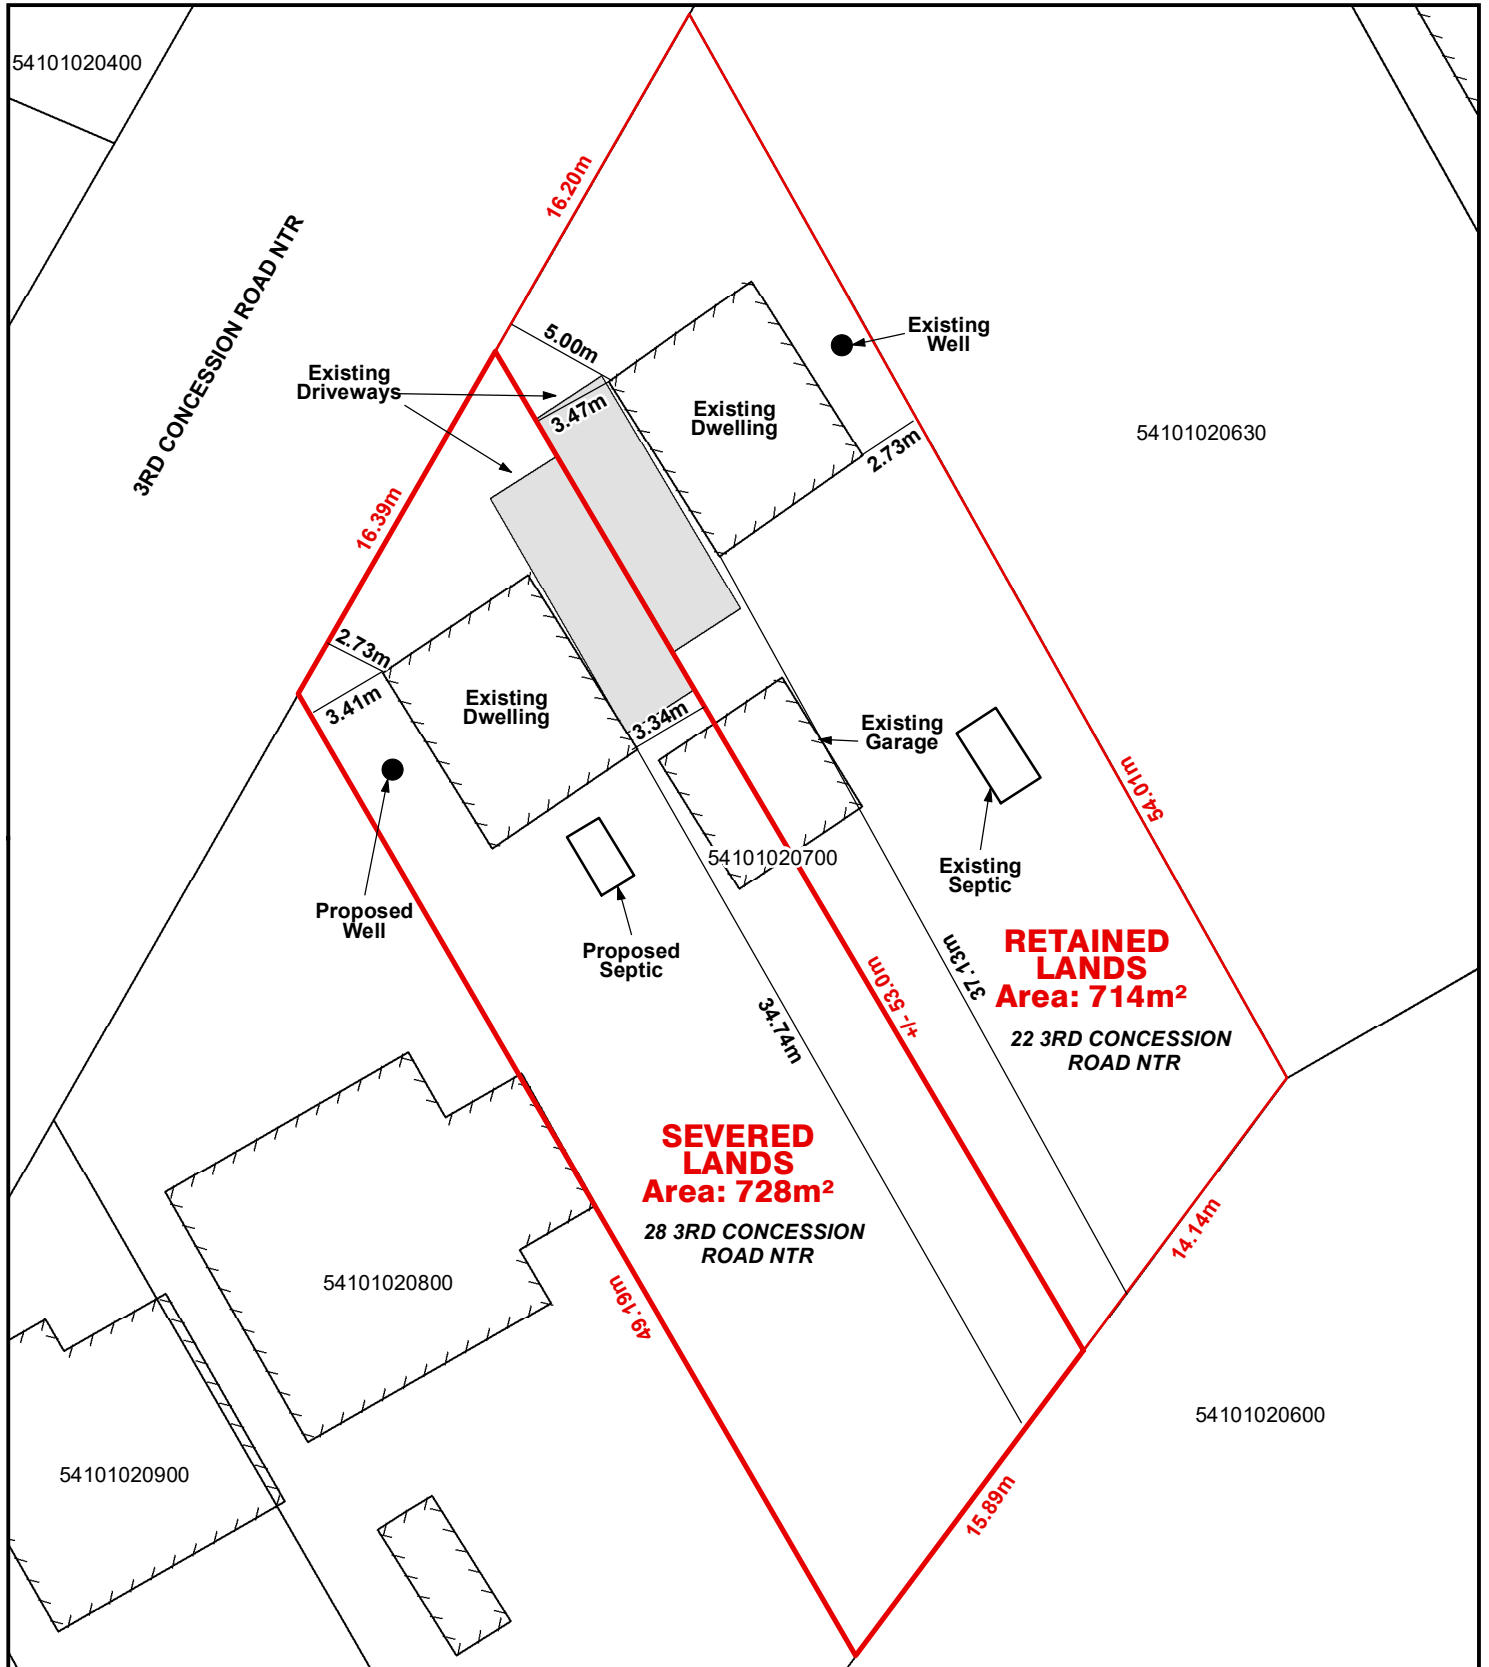 54101020400
16.20m
3RD CONCESSION ROAD NTR
5.00m
Existing
Well
Existing
Driveways
3.47m
Existing
Dwelling
2.73m
54101020630
16.39m
2.73m
3.41m
Existing
Dwelling
3.34m
Existing
Garage
54.01m
54101020700
Existing
Septic
Proposed
Well
Proposed
Septic
+/- 53.0m
37.13m
RETAINED
LANDS
Area: 714m²
22 3RD CONCESSION
ROAD NTR
34.74m
SEVERED
LANDS
Area: 728m²
28 3RD CONCESSION
ROAD NTR
14.14m
54101020800
49.19m
54101020600
54101020900
15.89m